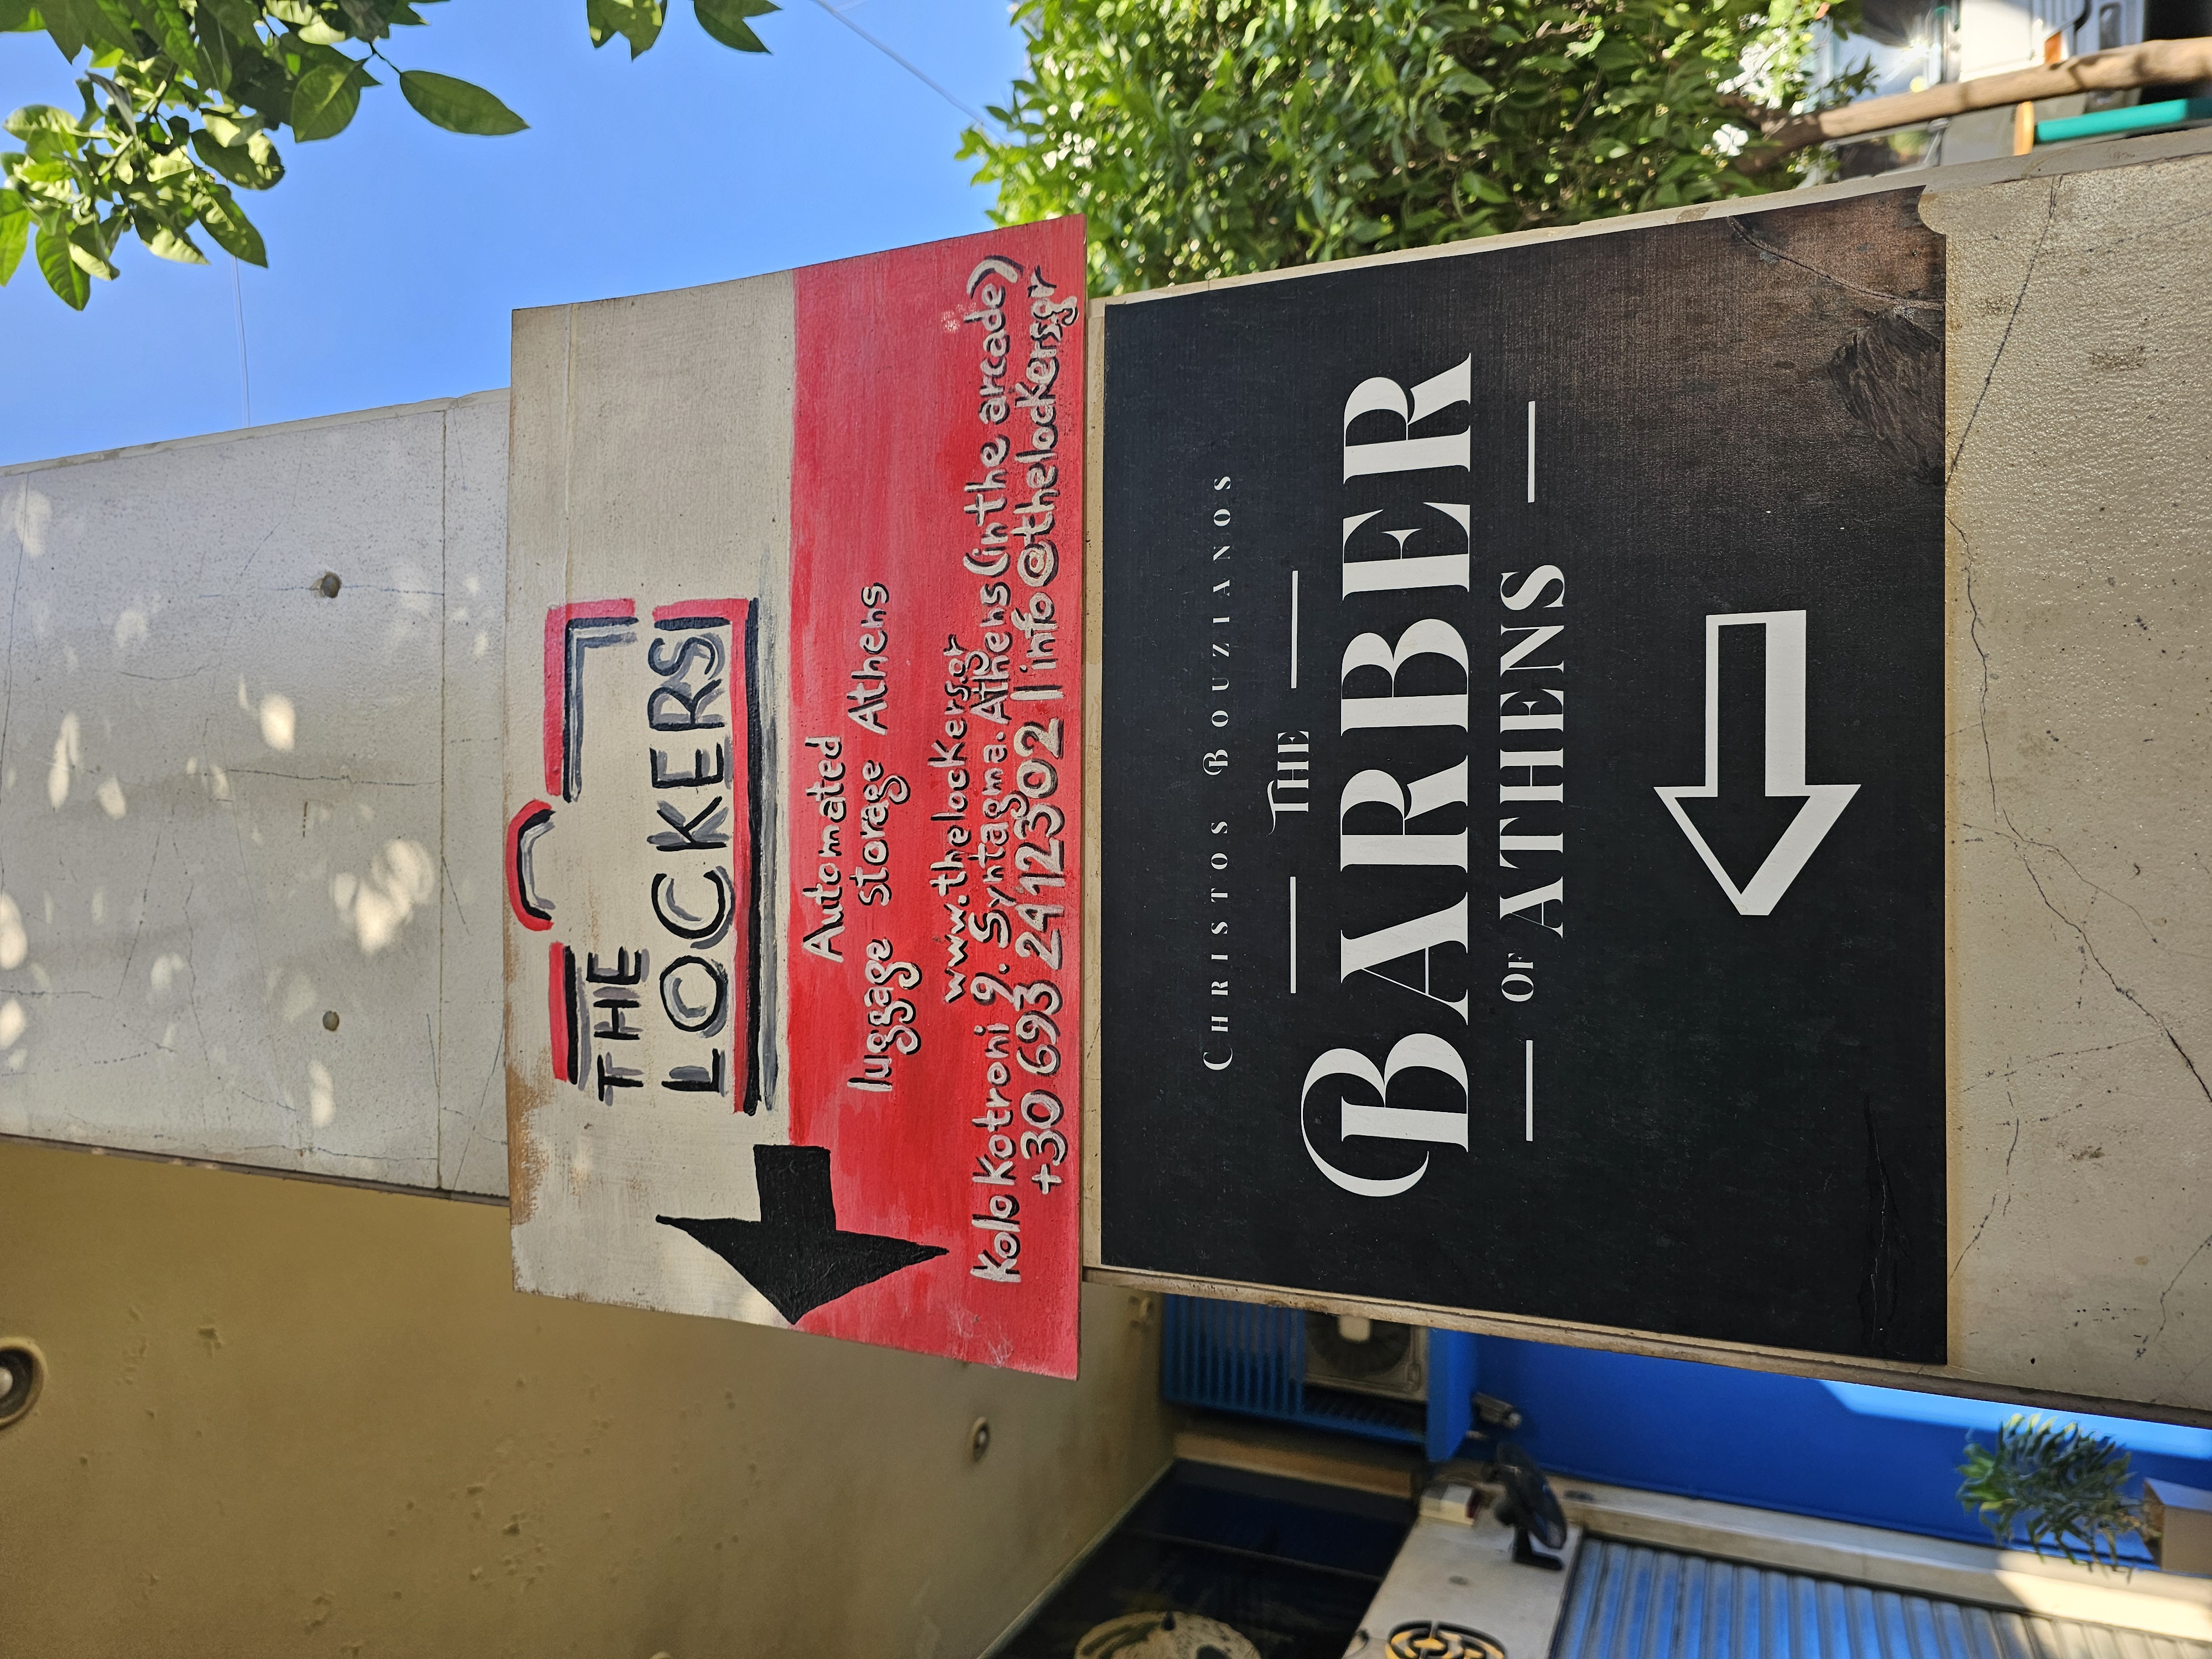 THE
LOCKERS
Automated
luggage storage Athens
www.thelockers.gr
Kolokotroni 9. Syntagma. Athens (in the arcade)
+30 693 2412302 | info@thelockers.gr
CHRISTOS BOUZIANOS
THE
BARBER
OF ATHENS